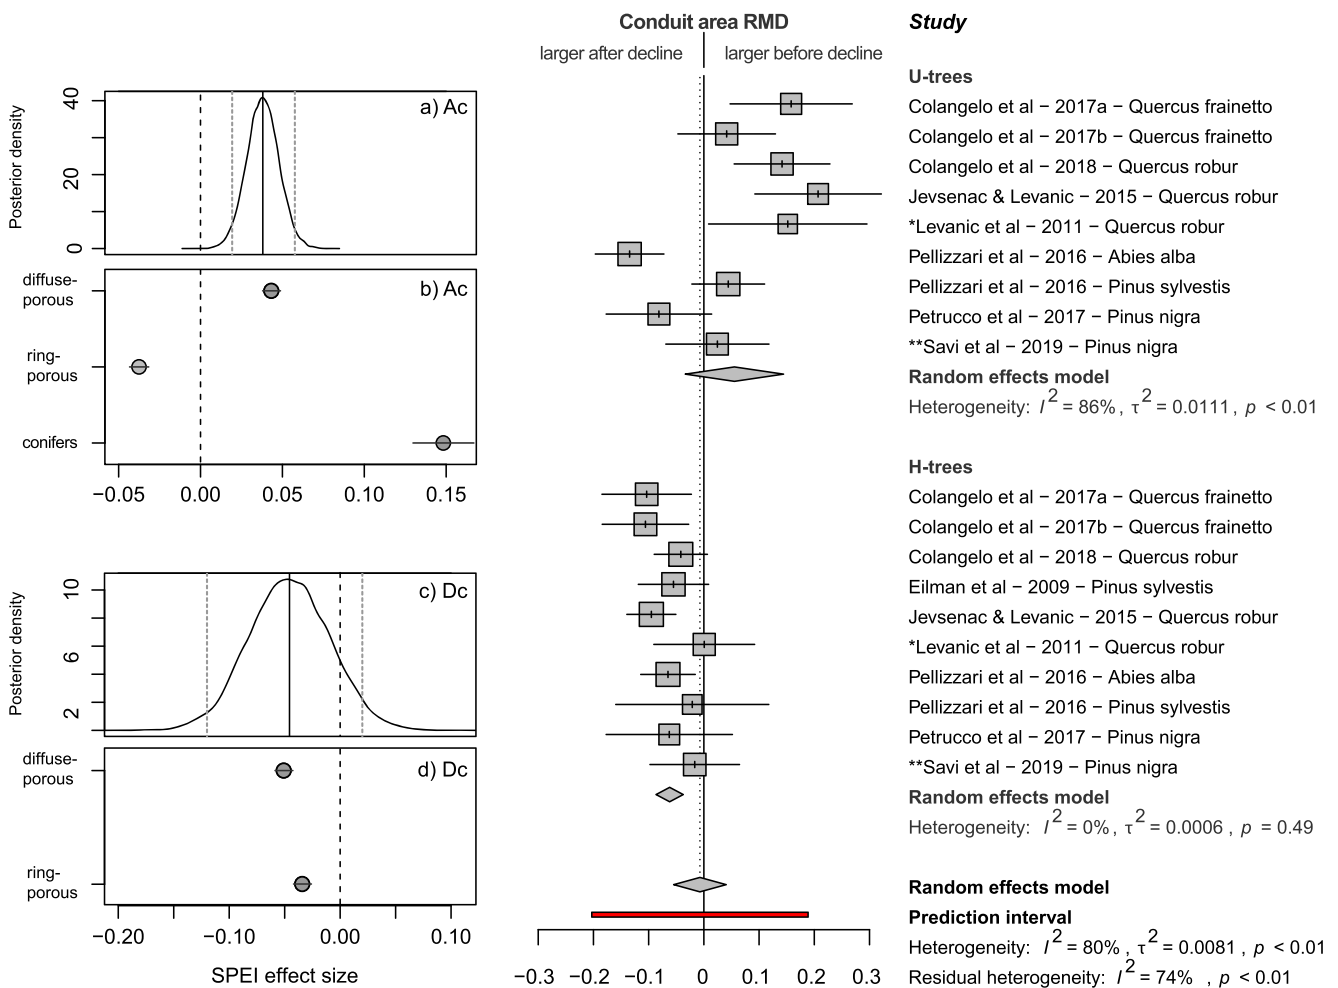 a) Ac
Posterior density
40
20
0
b) Ac
diffuse-
porous
ring-
porous
conifers
−0.05 0.00 0.05 0.10 0.15
c) Dc
Posterior density
10
6
2
d) Dc
diffuse-
porous
ring-
porous
−0.20 −0.10 0.00 0.10
SPEI effect size
Conduit area RMD
larger after decline larger before decline
Study
U-trees
Colangelo et al − 2017a − Quercus frainetto
Colangelo et al − 2017b − Quercus frainetto
Colangelo et al − 2018 − Quercus robur
Jevsenac & Levanic − 2015 − Quercus robur
*Levanic et al − 2011 − Quercus robur
Pellizzari et al − 2016 − Abies alba
Pellizzari et al − 2016 − Pinus sylvestis
Petrucco et al − 2017 − Pinus nigra
**Savi et al − 2019 − Pinus nigra
Random effects model
Heterogeneity: I² = 86%, τ² = 0.0111, p < 0.01
H-trees
Colangelo et al − 2017a − Quercus frainetto
Colangelo et al − 2017b − Quercus frainetto
Colangelo et al − 2018 − Quercus robur
Eilman et al − 2009 − Pinus sylvestis
Jevsenac & Levanic − 2015 − Quercus robur
*Levanic et al − 2011 − Quercus robur
Pellizzari et al − 2016 − Abies alba
Pellizzari et al − 2016 − Pinus sylvestis
Petrucco et al − 2017 − Pinus nigra
**Savi et al − 2019 − Pinus nigra
Random effects model
Heterogeneity: I² = 0%, τ² = 0.0006, p = 0.49
Random effects model
Prediction interval
Heterogeneity: I² = 80%, τ² = 0.0081, p < 0.01
Residual heterogeneity: I² = 74% , p < 0.01
−0.3 −0.2 −0.1 0 0.1 0.2 0.3